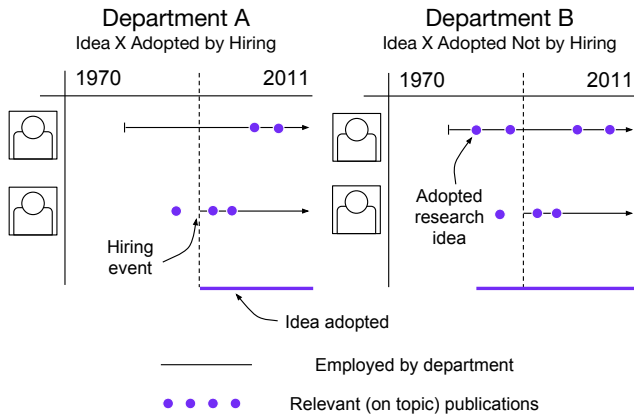 Department A
Idea X Adopted by Hiring
Department B
Idea X Adopted Not by Hiring
1970
2011
1970
2011
Hiring
event
Adopted
research
idea
Idea adopted
Employed by department
Relevant (on topic) publications